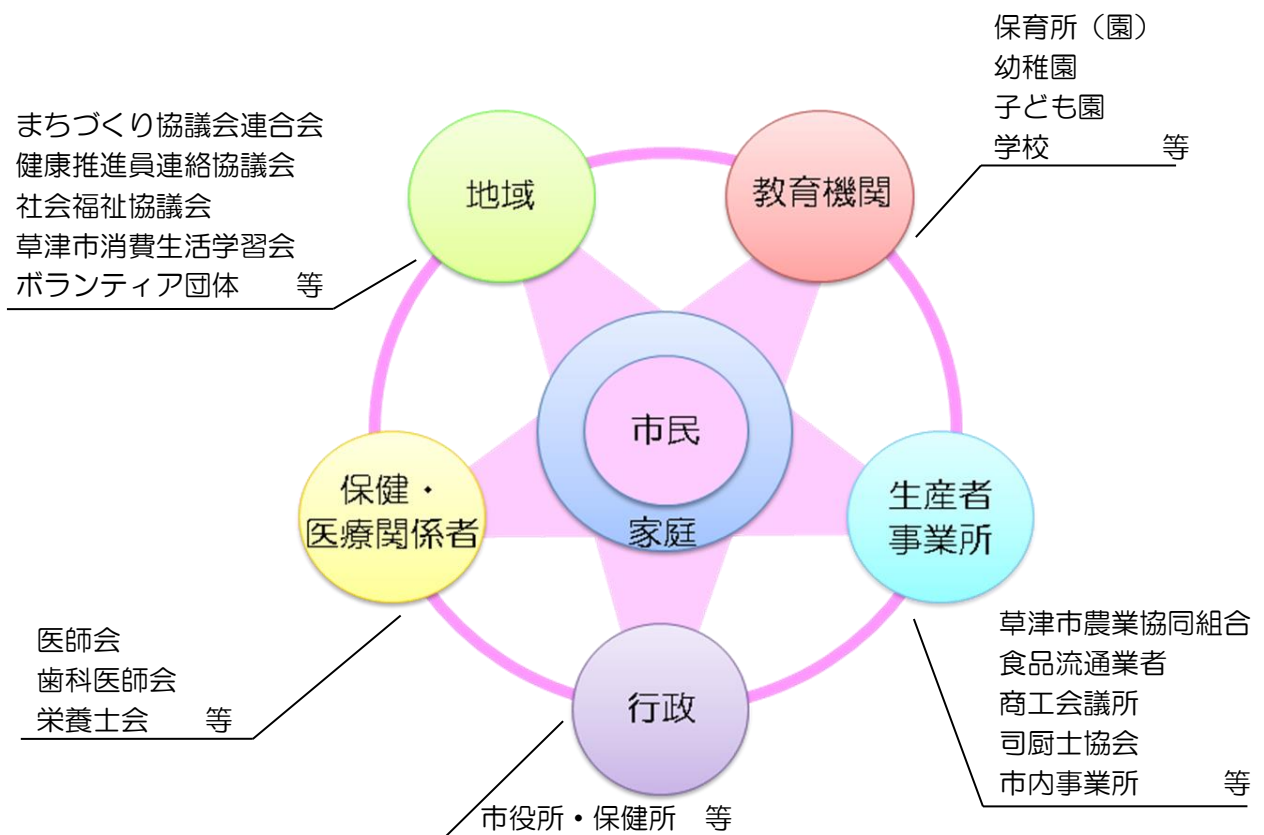 保育所（園）
幼稚園
子ども園
学校　　　　等
まちづくり協議会連合会
健康推進員連絡協議会
社会福祉協議会
草津市消費生活学習会
ボランティア団体　　等
地域
教育機関
市民
家庭
保健・
医療関係者
生産者
事業所
行政
医師会
歯科医師会
栄養士会　　等
草津市農業協同組合
食品流通業者
商工会議所
司厨士協会
市内事業所　　　等
市役所・保健所　等